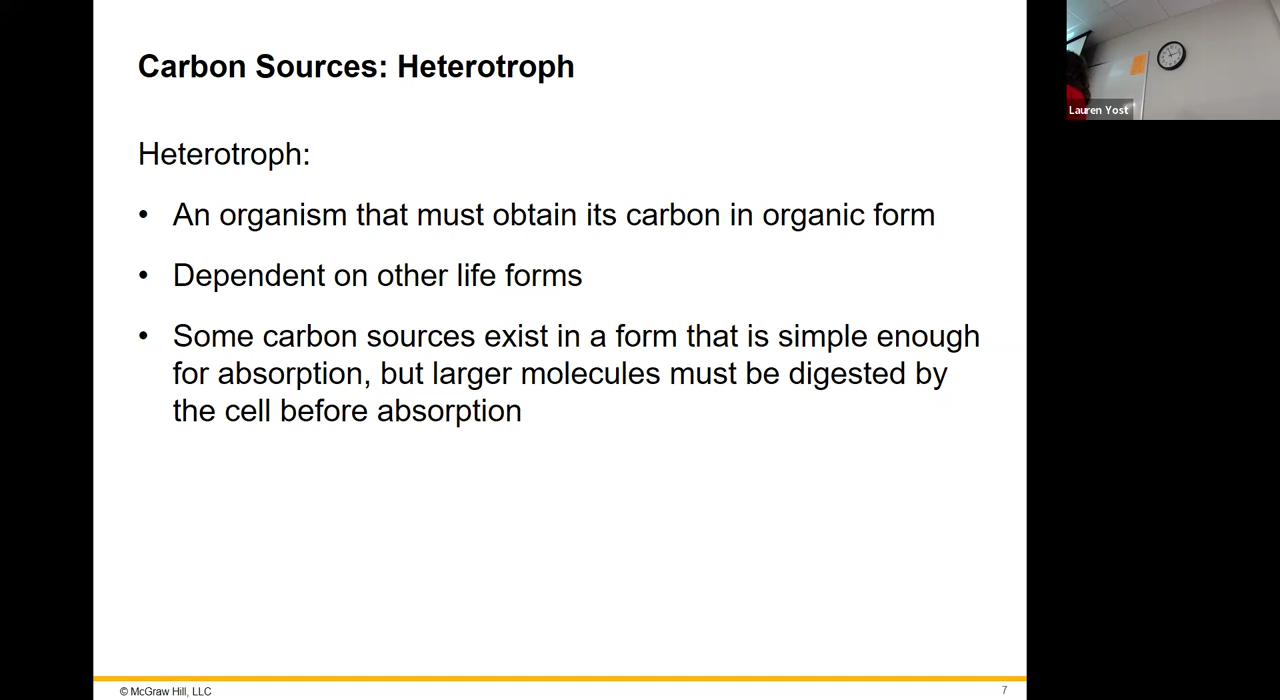 Carbon Sources: Heterotroph
Heterotroph:
• An organism that must obtain its carbon in organic form
• Dependent on other life forms
• Some carbon sources exist in a form that is simple enough
for absorption, but larger molecules must be digested by
the cell before absorption
© McGraw Hill, LLC
7
Lauren Yost